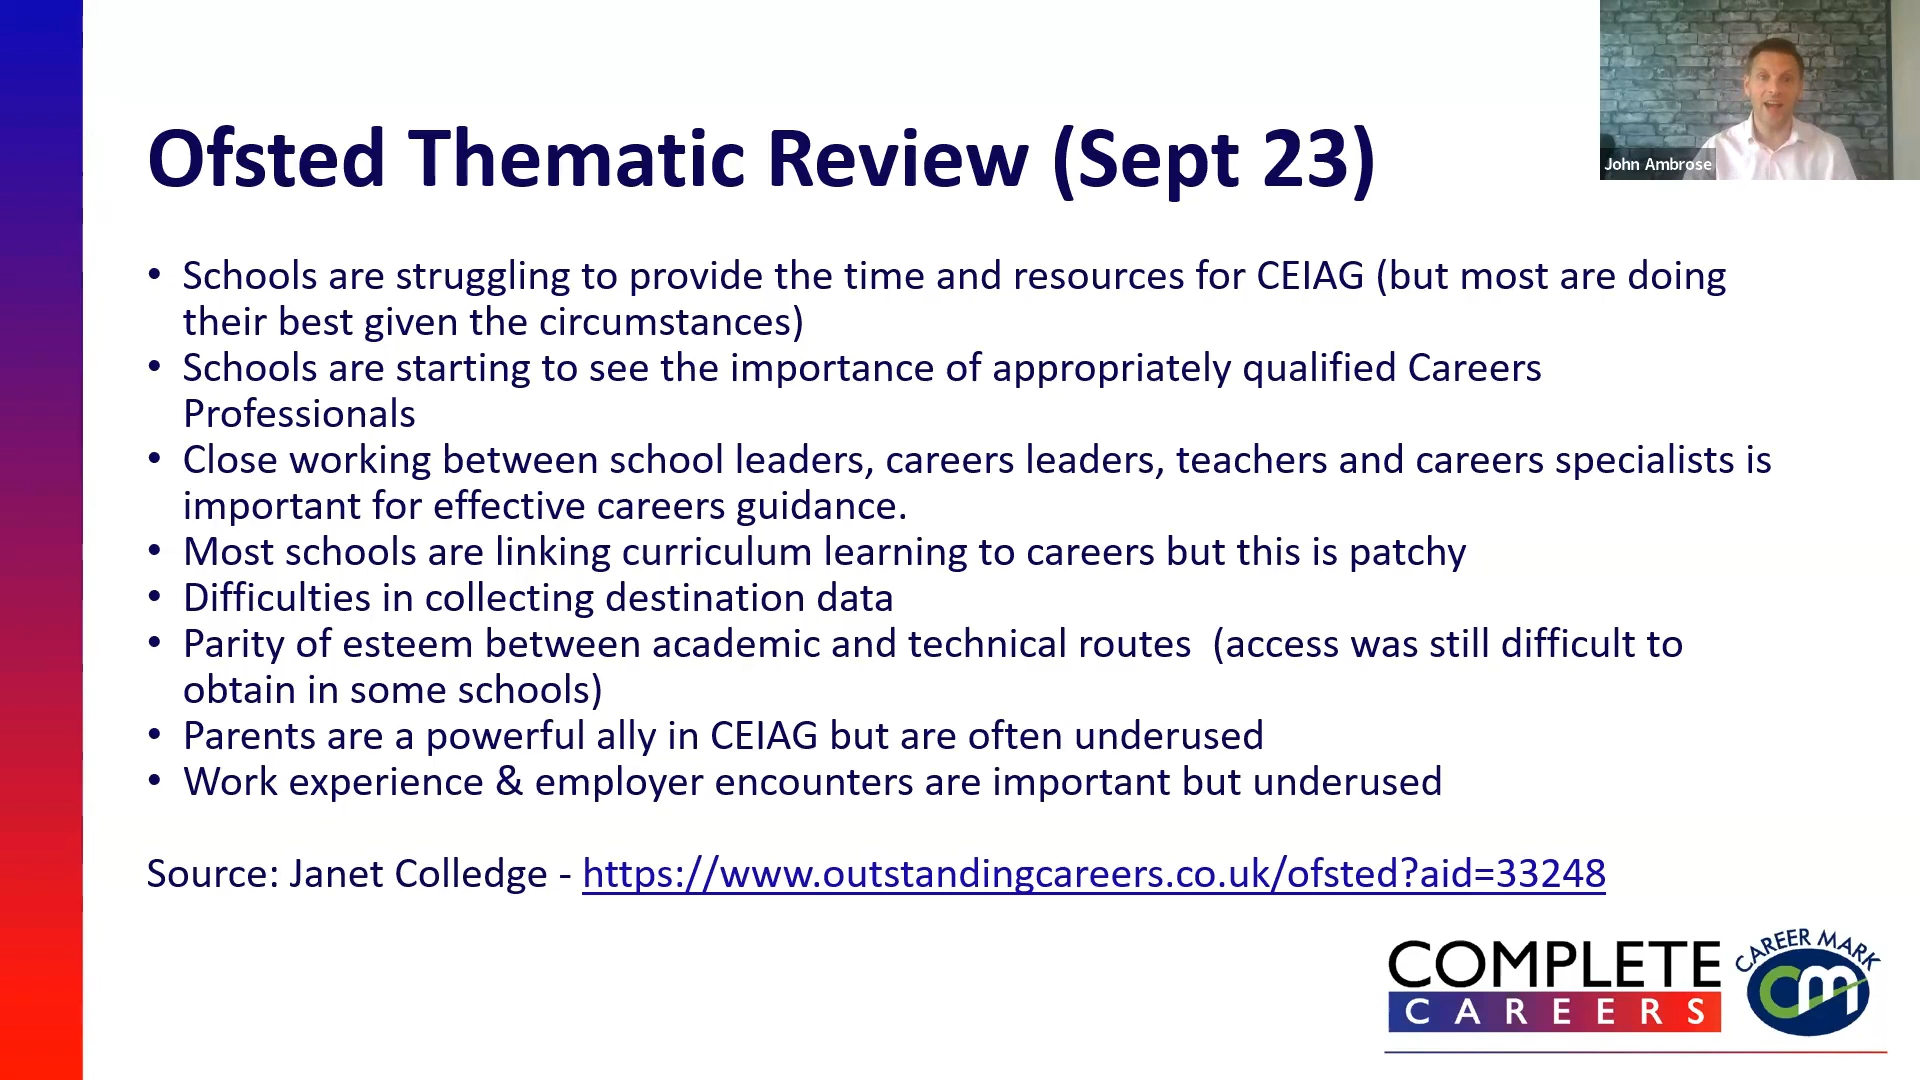 Ofsted Thematic Review (Sept 23)
John Ambrose
• Schools are struggling to provide the time and resources for CEIAG (but most are doing
their best given the circumstances)
• Schools are starting to see the importance of appropriately qualified Careers
Professionals
• Close working between school leaders, careers leaders, teachers and careers specialists is
important for effective careers guidance.
• Most schools are linking curriculum learning to careers but this is patchy
• Difficulties in collecting destination data
• Parity of esteem between academic and technical routes  (access was still difficult to
obtain in some schools)
• Parents are a powerful ally in CEIAG but are often underused
• Work experience & employer encounters are important but underused
Source: Janet Colledge - https://www.outstandingcareers.co.uk/ofsted?aid=33248
COMPLETE
CAREERS
CAREER MARK
cm